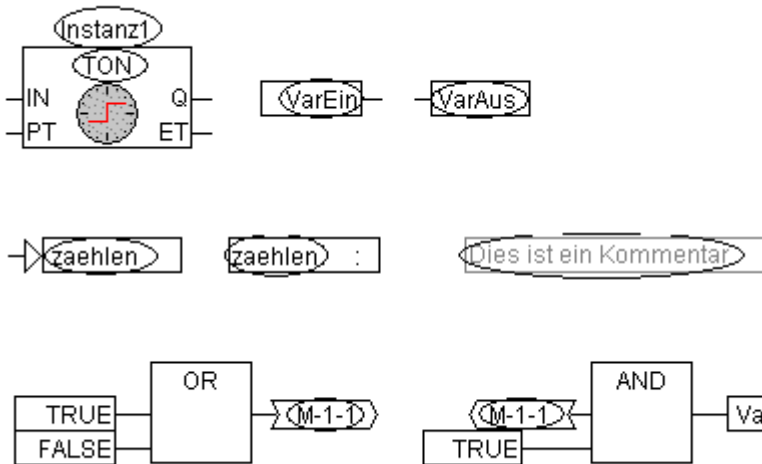 Instanz1
TON
IN Q
PT ET
VarEin
VarAus
zaehlen
zaehlen :
Dies ist ein Kommentar
OR
TRUE
FALSE
M-1-1
AND
M-1-1
TRUE
Va